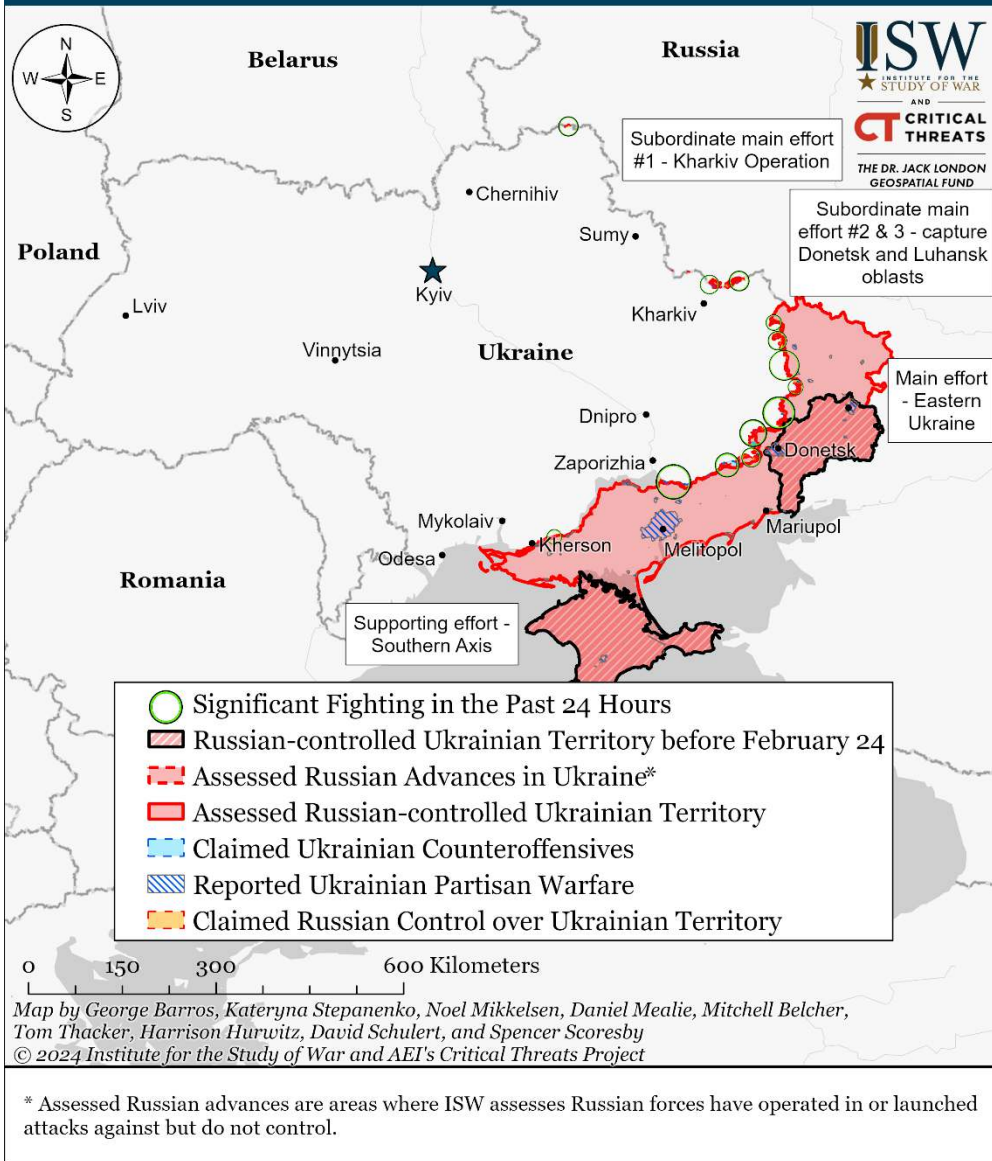 N
W
E
S
Belarus
Russia
ISW
INSTITUTE FOR THE
STUDY OF WAR
AND
CT CRITICAL
THREATS
THE DR. JACK LONDON
GEOSPATIAL FUND
Subordinate main effort
#1 - Kharkiv Operation
Subordinate main
effort #2 & 3 - capture
Donetsk and Luhansk
oblasts
Chernihiv
Sumy
Poland
Kyiv
Lviv
Kharkiv
Vinnytsia
Ukraine
Main effort
- Eastern
Ukraine
Dnipro
Donetsk
Zaporizhia
Mykolaiv
Mariupol
Kherson
Melitopol
Odesa
Romania
Supporting effort -
Southern Axis
Significant Fighting in the Past 24 Hours
Russian-controlled Ukrainian Territory before February 24
Assessed Russian Advances in Ukraine*
Assessed Russian-controlled Ukrainian Territory
Claimed Ukrainian Counteroffensives
Reported Ukrainian Partisan Warfare
Claimed Russian Control over Ukrainian Territory
0 150 300 600 Kilometers
Map by George Barros, Kateryna Stepanenko, Noel Mikkelsen, Daniel Mealie, Mitchell Belcher,
Tom Thacker, Harrison Hurwitz, David Schulert, and Spencer Scoresby
© 2024 Institute for the Study of War and AEI's Critical Threats Project
* Assessed Russian advances are areas where ISW assesses Russian forces have operated in or launched
attacks against but do not control.